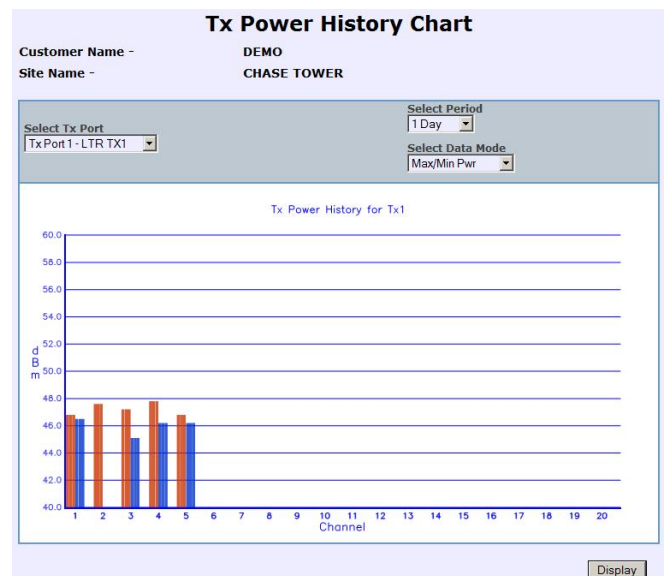 Tx Power History Chart
Customer Name - DEMO
Site Name - CHASE TOWER
Select Tx Port
Tx Port 1 - LTR TX1
Select Period
1 Day
Select Data Mode
Max/Min Pwr
Tx Power History for Tx1
60.0
58.0
56.0
54.0
52.0
50.0
48.0
46.0
44.0
42.0
40.0
dBm
1 2 3 4 5 6 7 8 9 10 11 12 13 14 15 16 17 18 19 20
Channel
Display